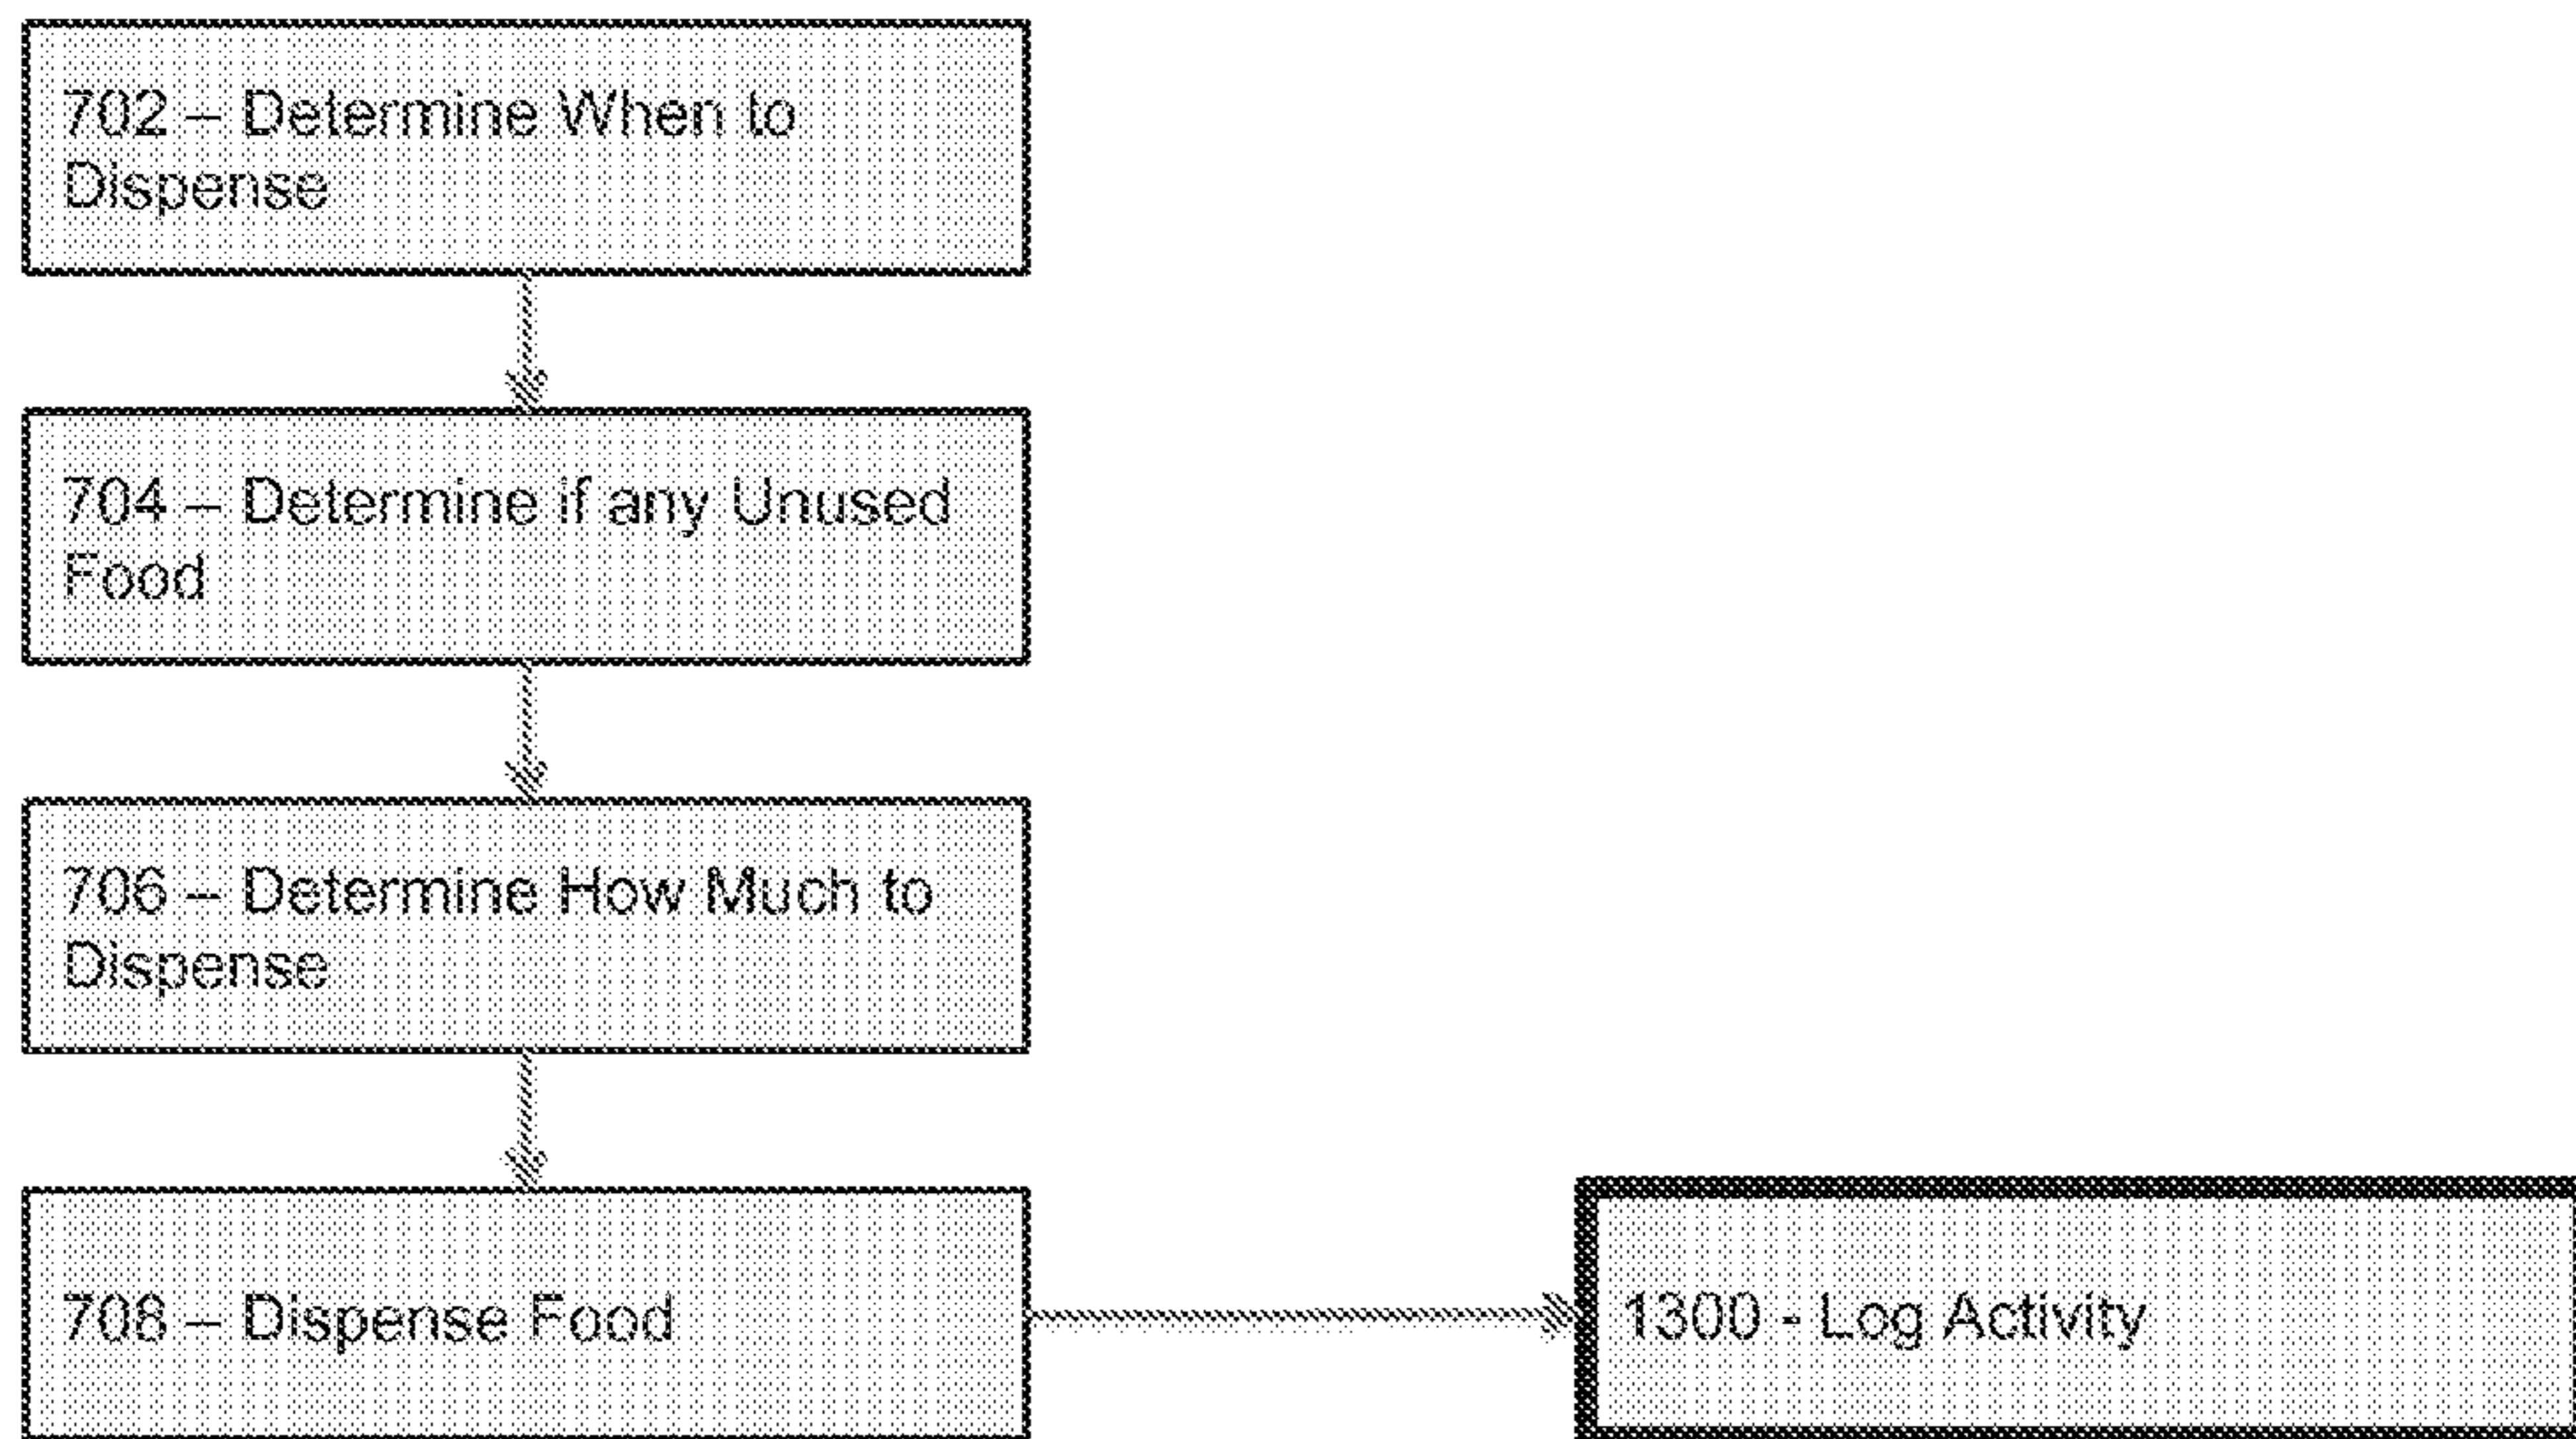 702 – Determine When to
Dispense
704 – Determine if any Unused
Food
706 – Determine How Much to
Dispense
708 – Dispense Food
1300 - Log Activity